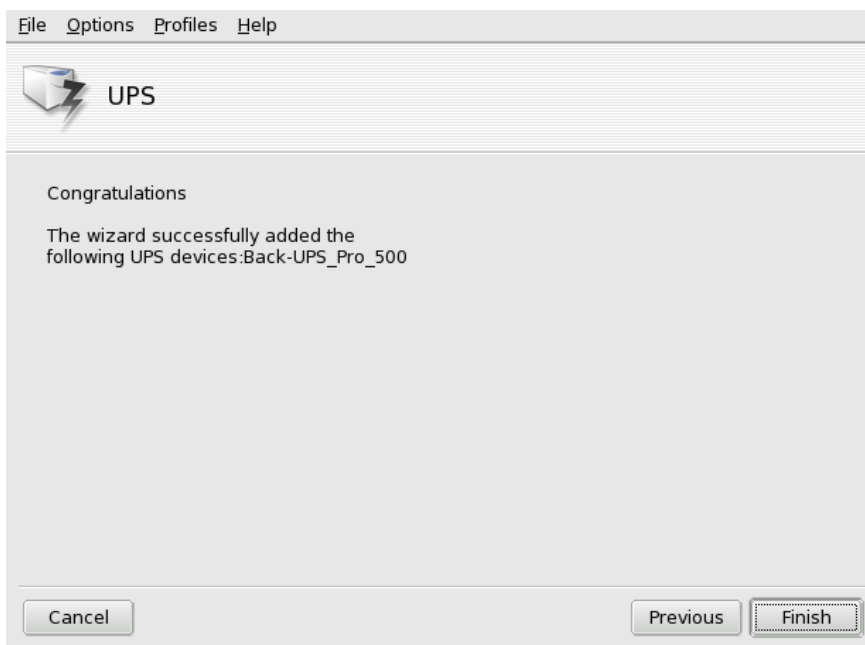 File Options Profiles Help
UPS
Congratulations
The wizard successfully added the
following UPS devices:Back-UPS_Pro_500
Cancel Previous Finish